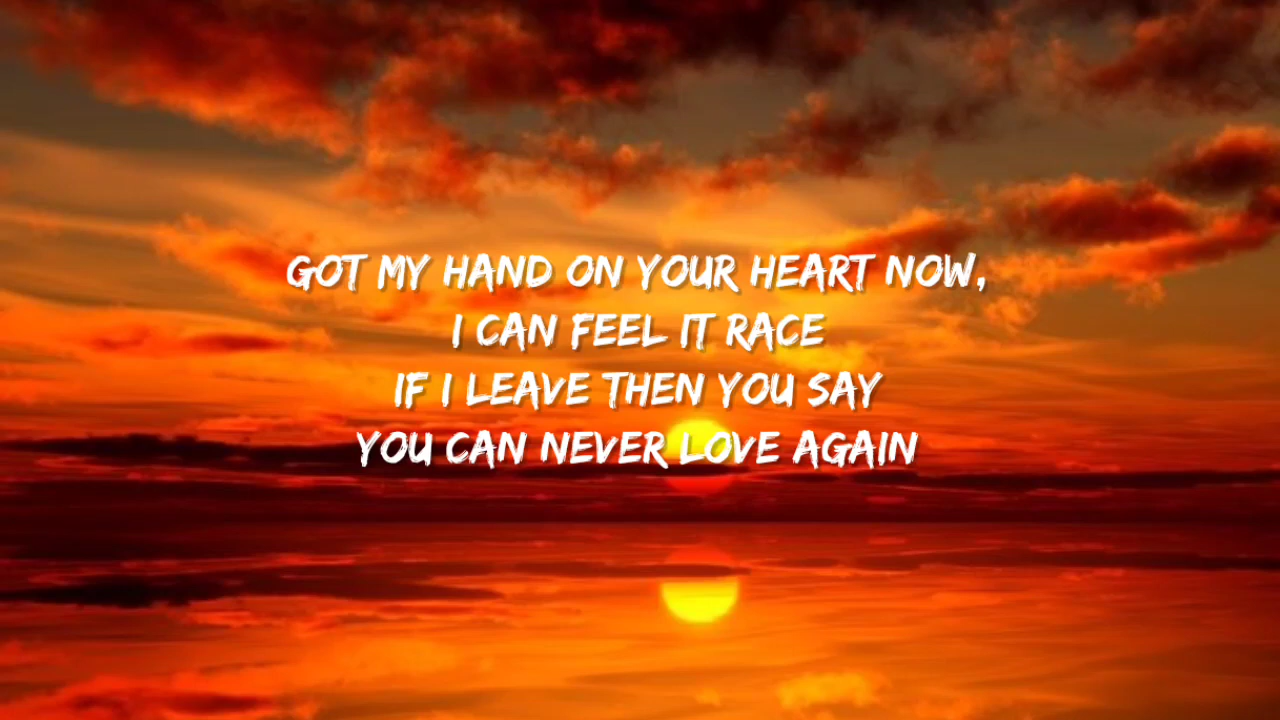 GOT MY HAND ON YOUR HEART NOW,
I CAN FEEL IT RACE
IF I LEAVE THEN YOU SAY
YOU CAN NEVER LOVE AGAIN